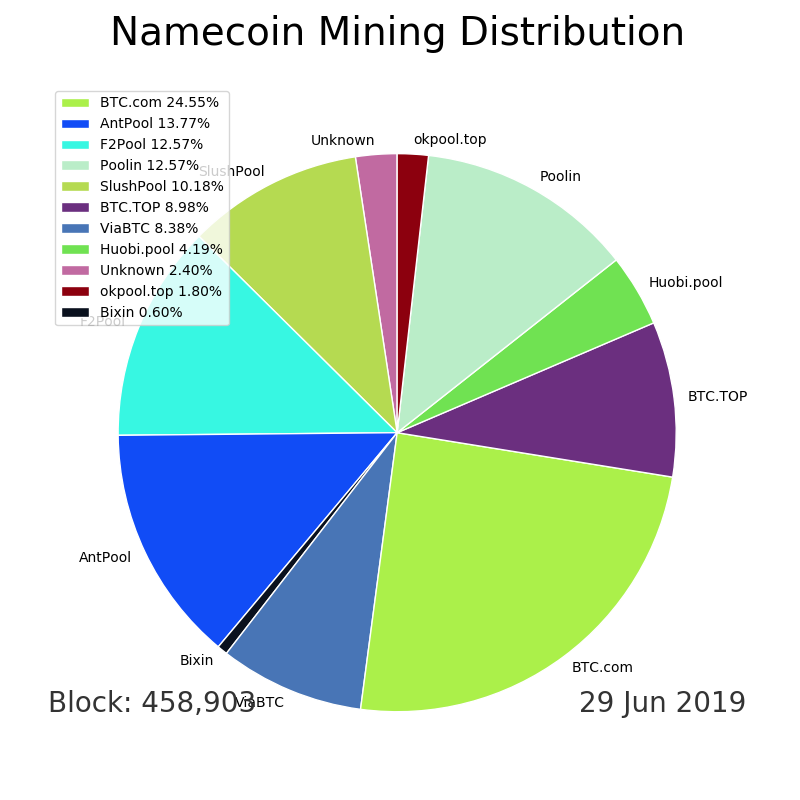 Namecoin Mining Distribution
BTC.com 24.55%
AntPool 13.77%
F2Pool 12.57%
Poolin 12.57%
SlushPool 10.18%
BTC.TOP 8.98%
ViaBTC 8.38%
Huobi.pool 4.19%
Unknown 2.40%
okpool.top 1.80%
Bixin 0.60%
Unknown
okpool.top
SlushPool
Poolin
Huobi.pool
F2Pool
BTC.TOP
AntPool
Bixin
BTC.com
ViaBTC
Block: 458,903
29 Jun 2019